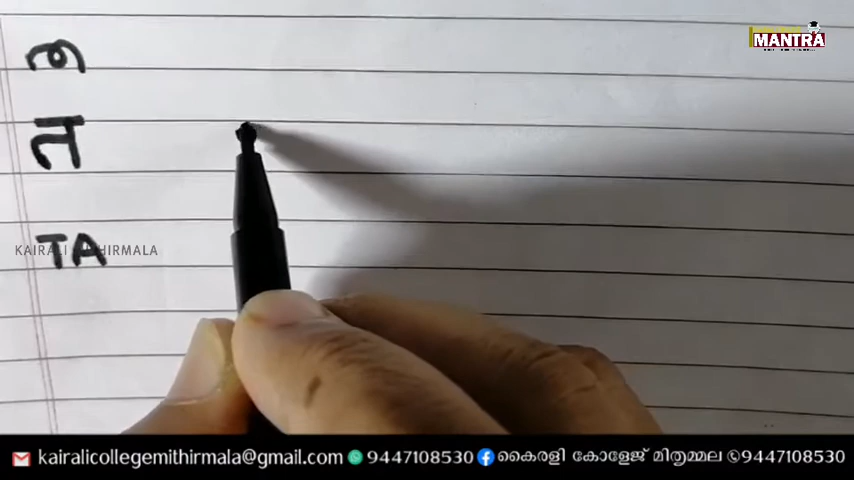 MANTRA
ത
त
TA
KAIRALI MITHIRMALA
kairalicollegemithirmala@gmail.com 9447108530 കൈരളി കോളേജ് മിതൃമ്മല 9447108530